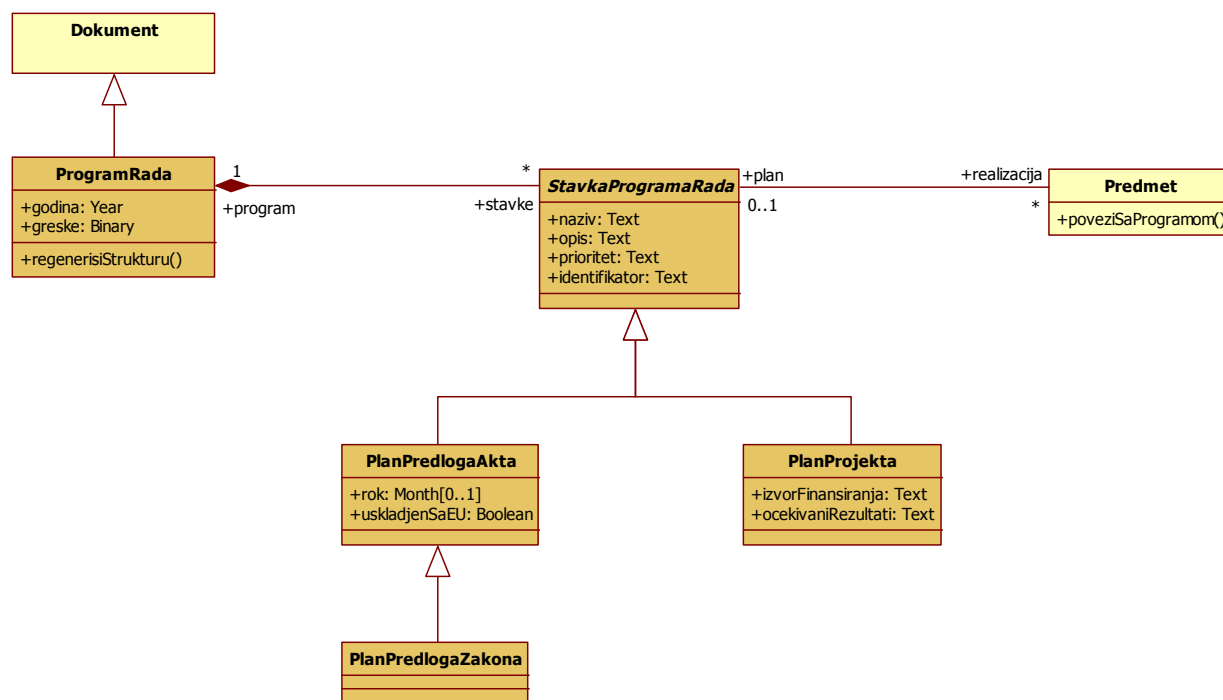 Dokument
ProgramRada
+godina: Year
+greske: Binary
+regenerisiStrukturu()
1
+program
*
+stavke
StavkaProgramaRada
+naziv: Text
+opis: Text
+prioritet: Text
+identifikator: Text
+plan
0..1
+realizacija
*
Predmet
+poveziSaProgramom()
PlanPredlogaAkta
+rok: Month[0..1]
+uskladjenSaEU: Boolean
PlanProjekta
+izvorFinansiranja: Text
+ocekivaniRezultati: Text
PlanPredlogaZakona